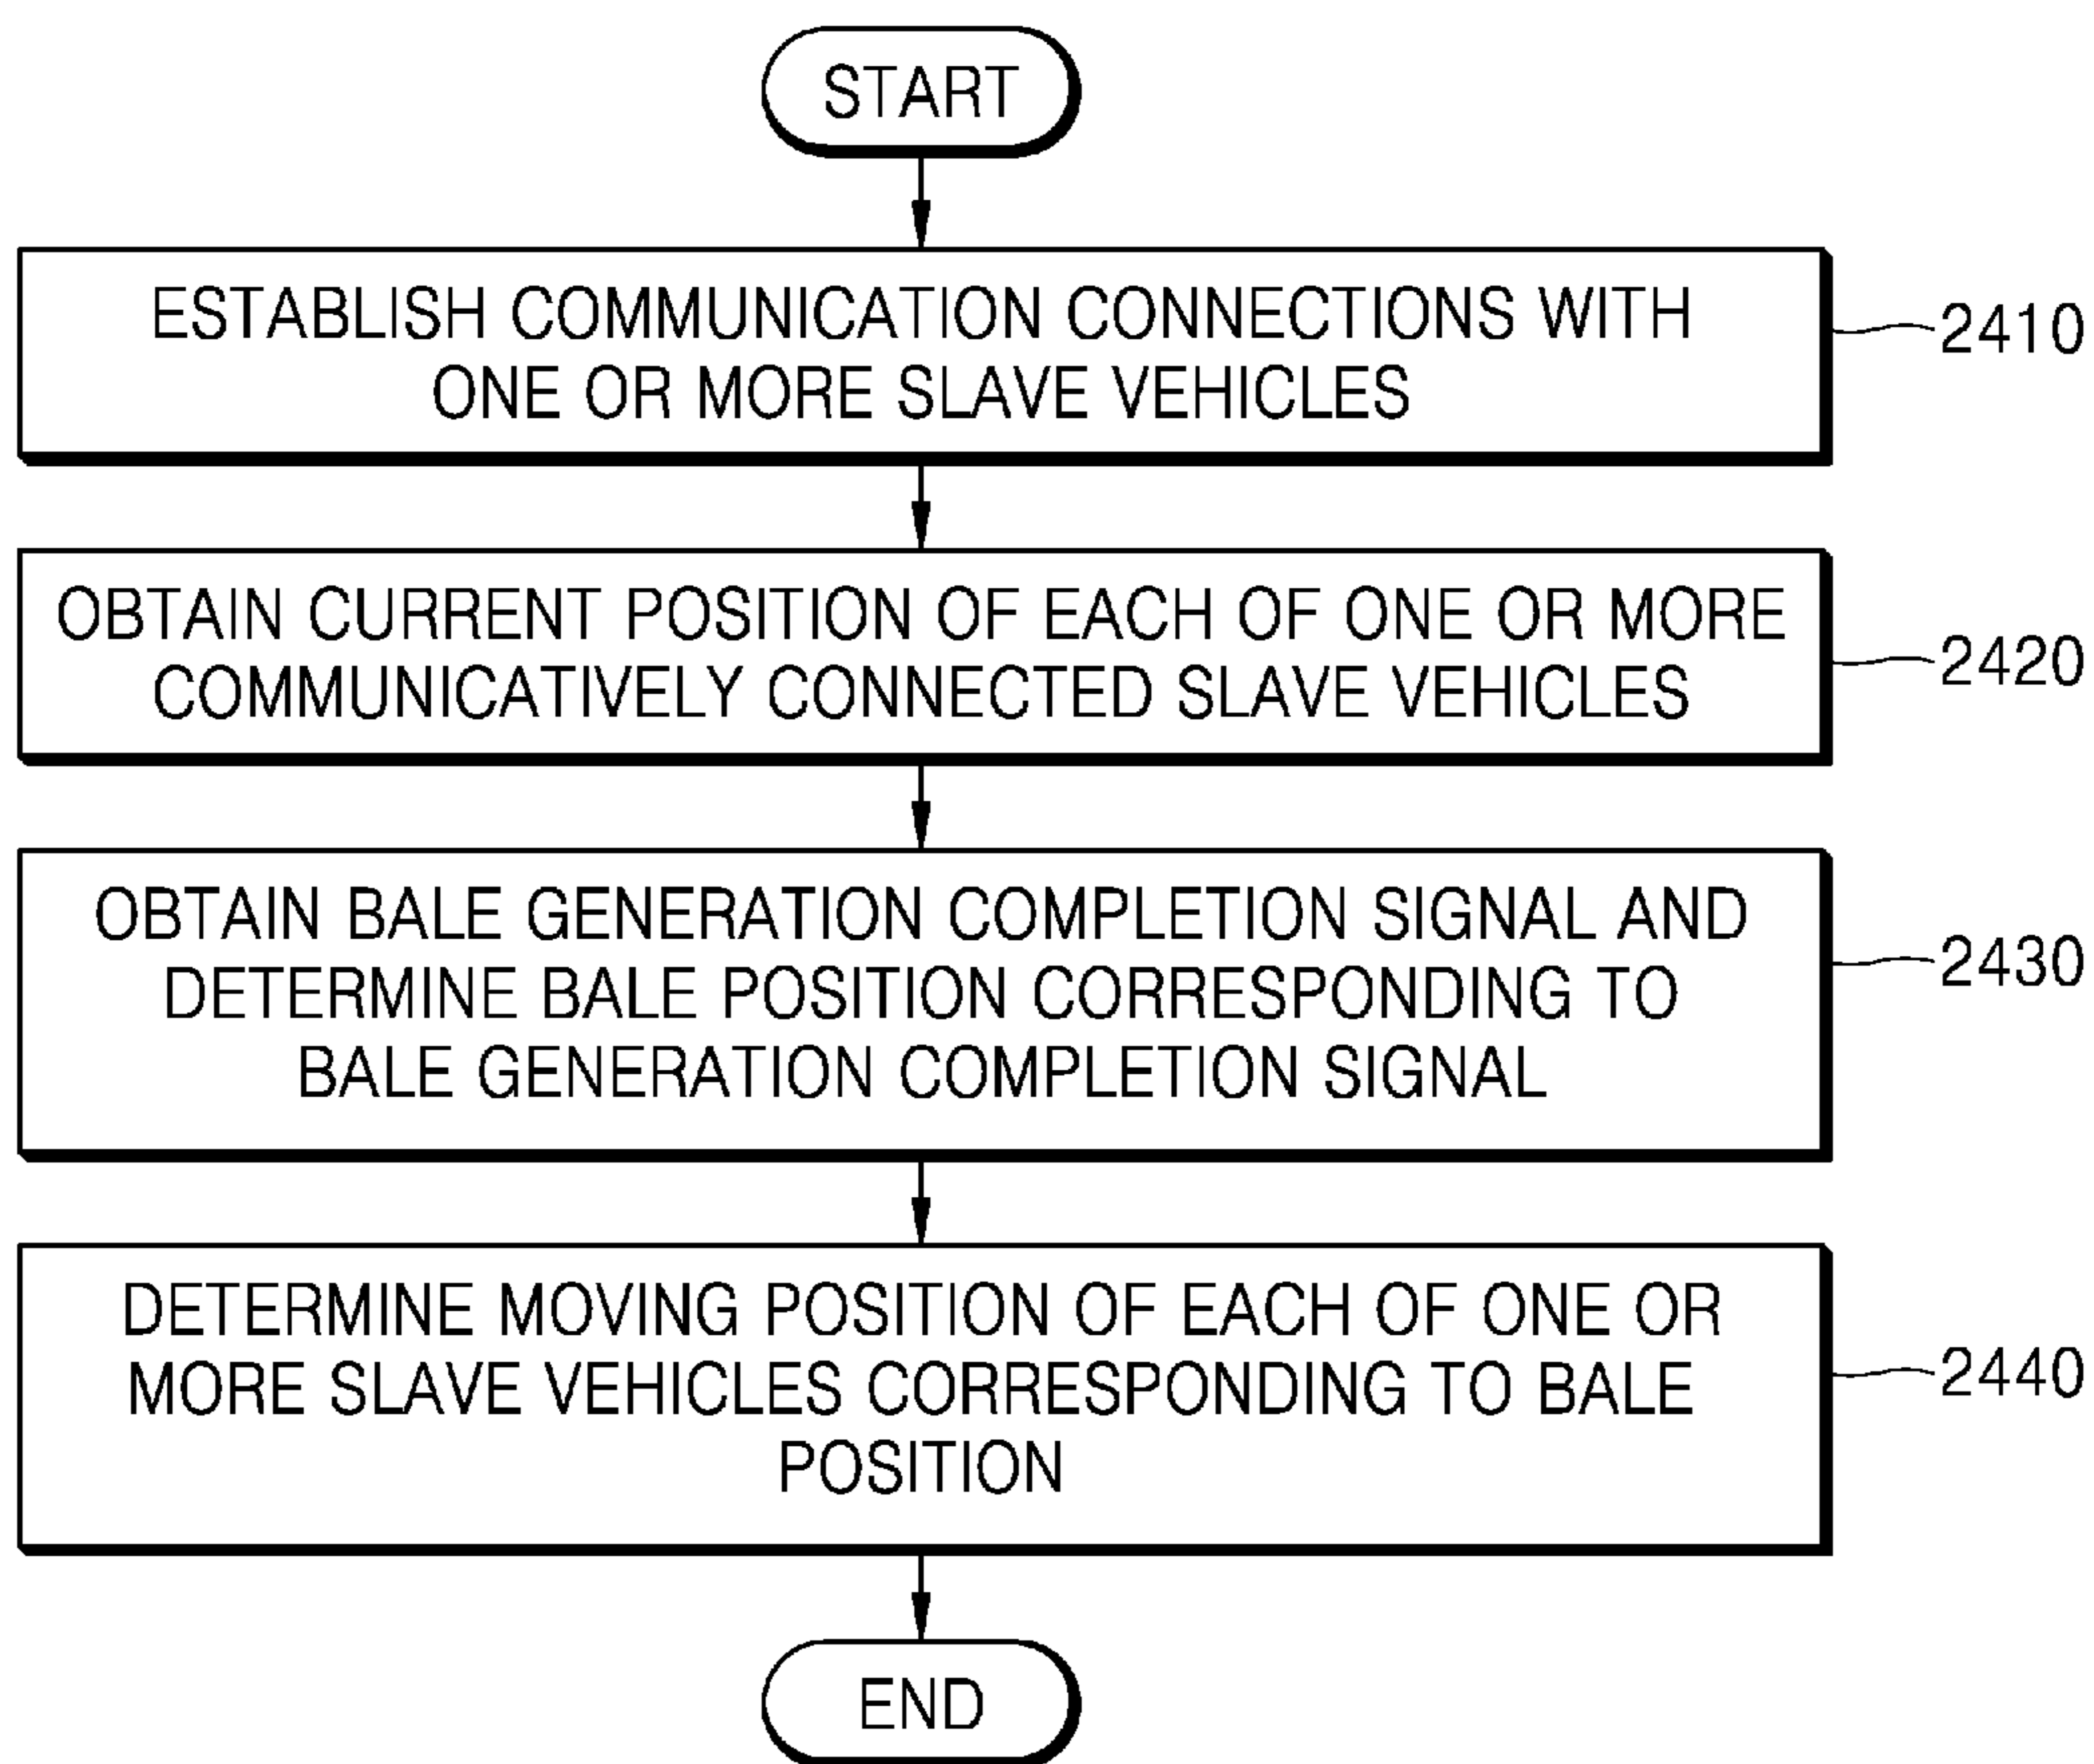 START
ESTABLISH COMMUNICATION CONNECTIONS WITH
ONE OR MORE SLAVE VEHICLES
2410
OBTAIN CURRENT POSITION OF EACH OF ONE OR MORE
COMMUNICATIVELY CONNECTED SLAVE VEHICLES
2420
OBTAIN BALE GENERATION COMPLETION SIGNAL AND
DETERMINE BALE POSITION CORRESPONDING TO
BALE GENERATION COMPLETION SIGNAL
2430
DETERMINE MOVING POSITION OF EACH OF ONE OR
MORE SLAVE VEHICLES CORRESPONDING TO BALE
POSITION
2440
END